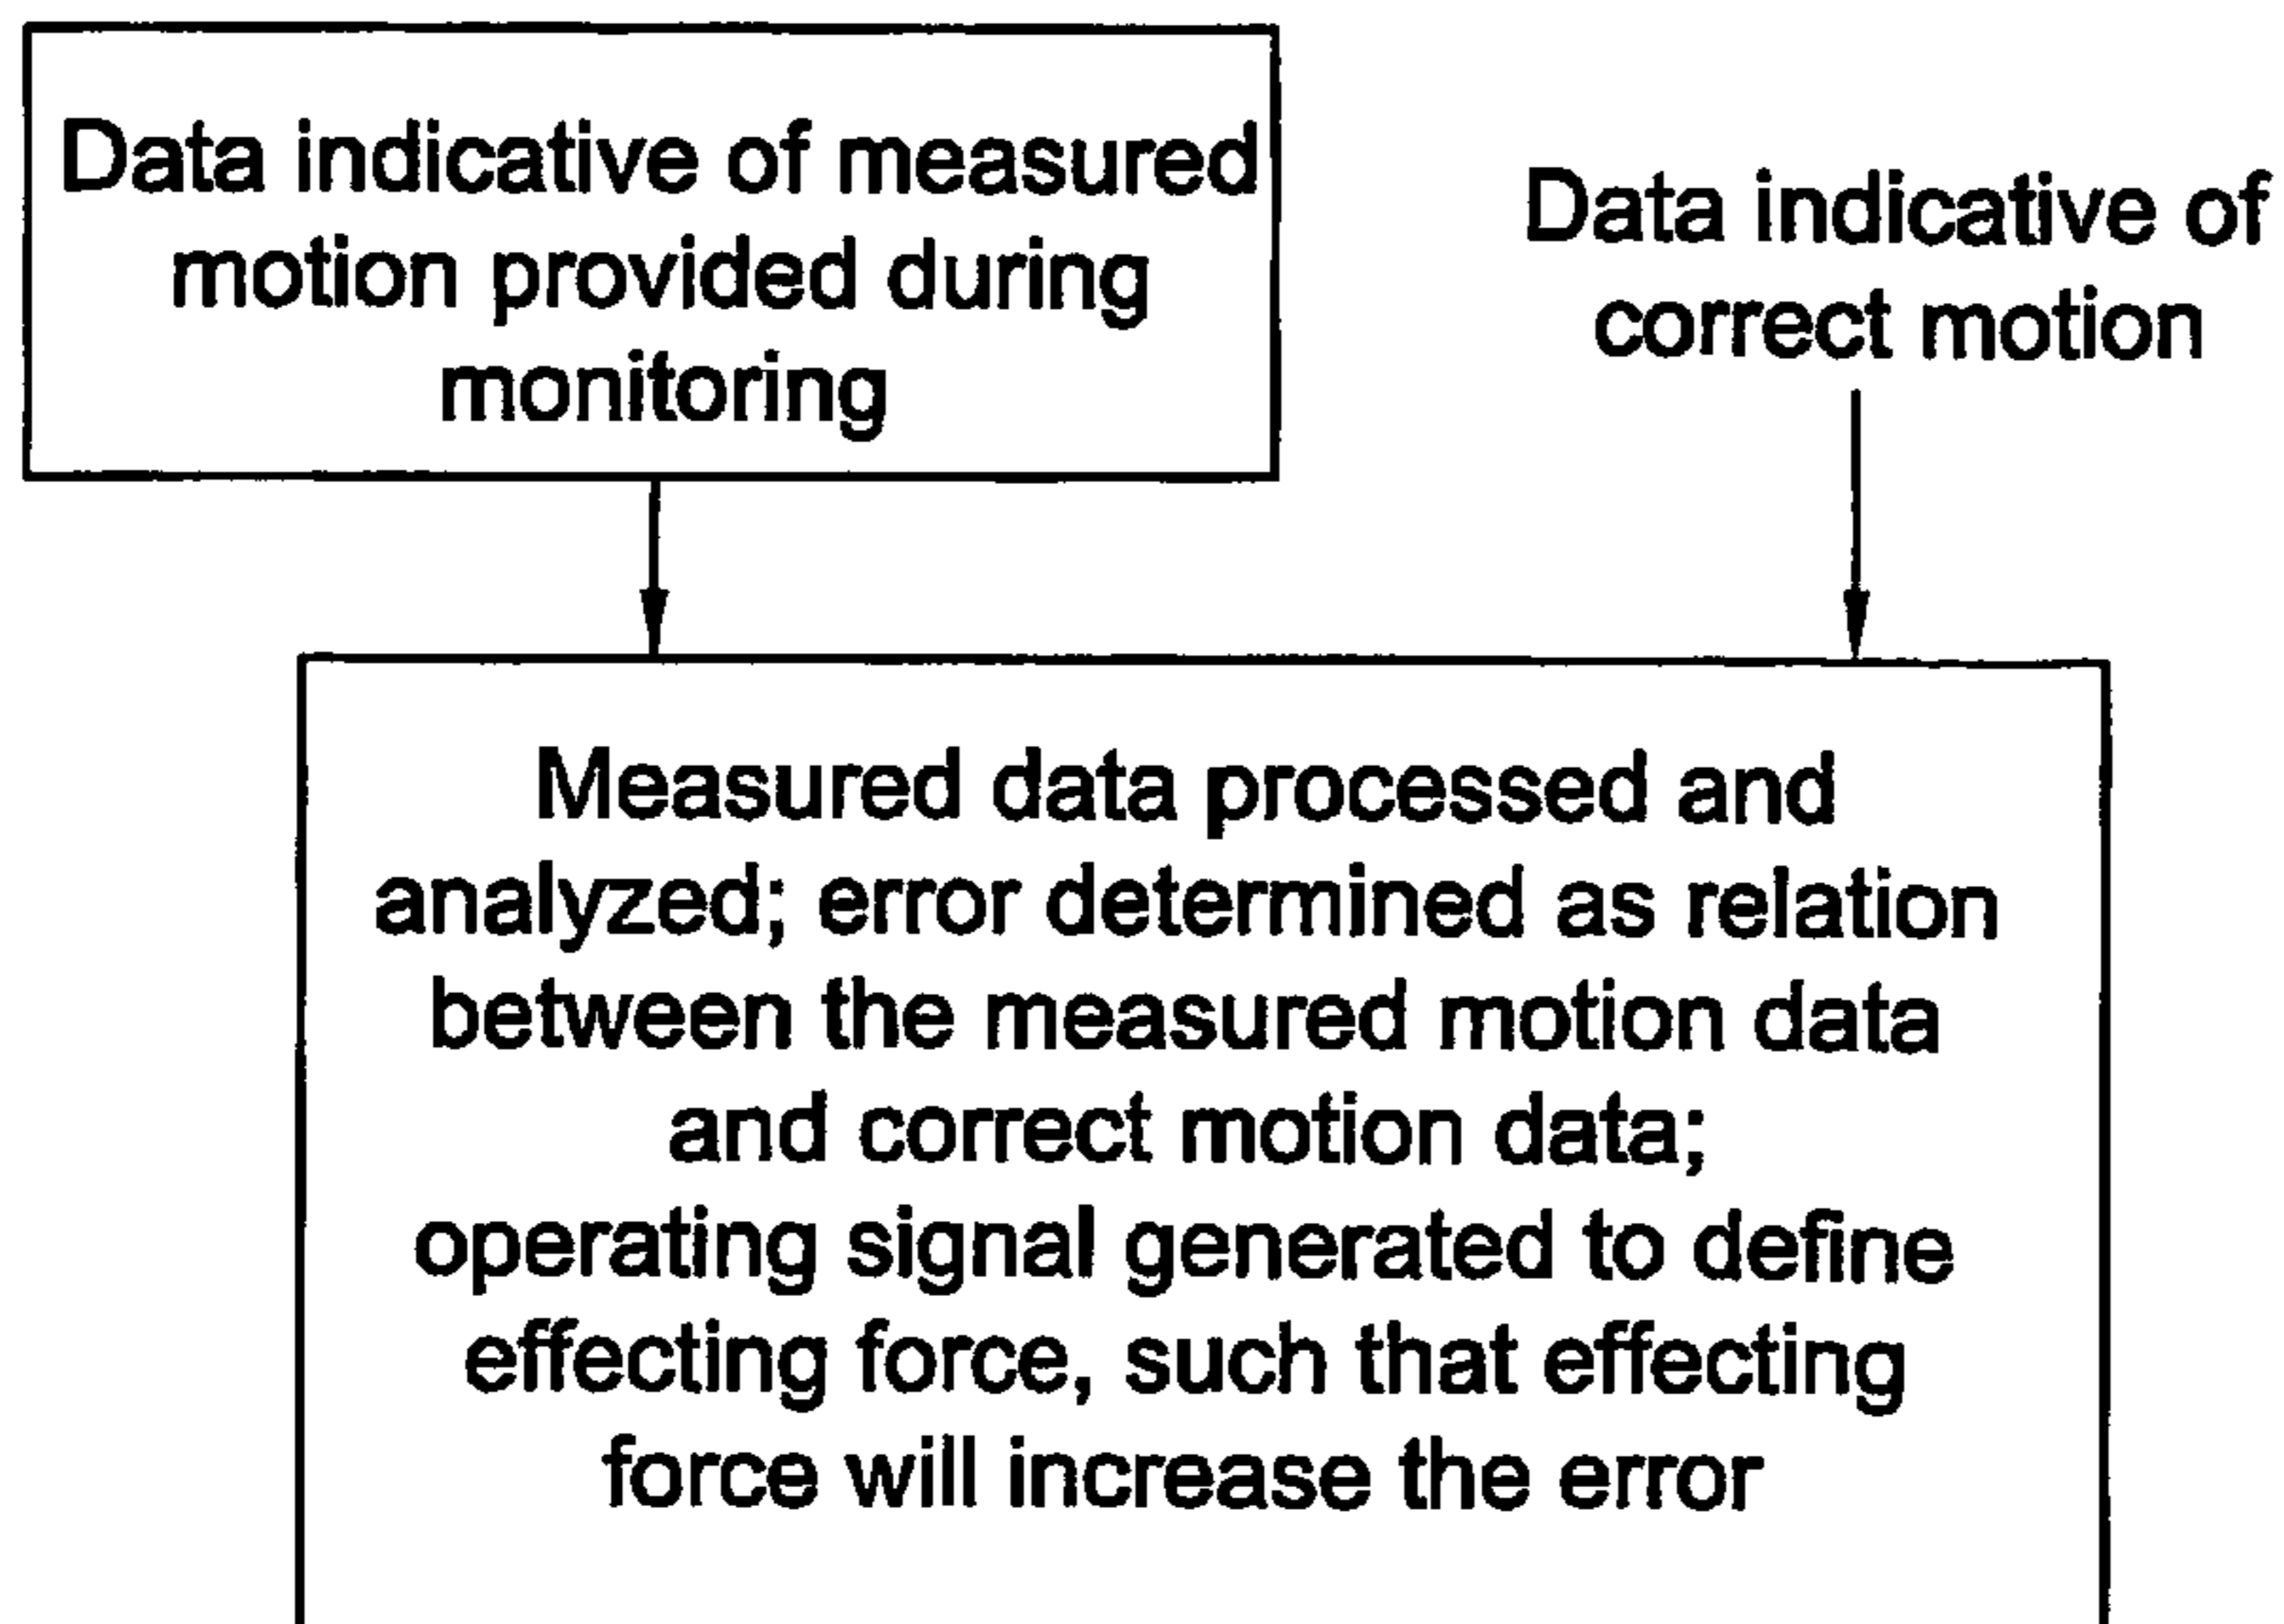 Data indicative of measured
motion provided during
monitoring
Data indicative of
correct motion
Measured data processed and
analyzed; error determined as relation
between the measured motion data
and correct motion data;
operating signal generated to define
effecting force, such that effecting
force will increase the error